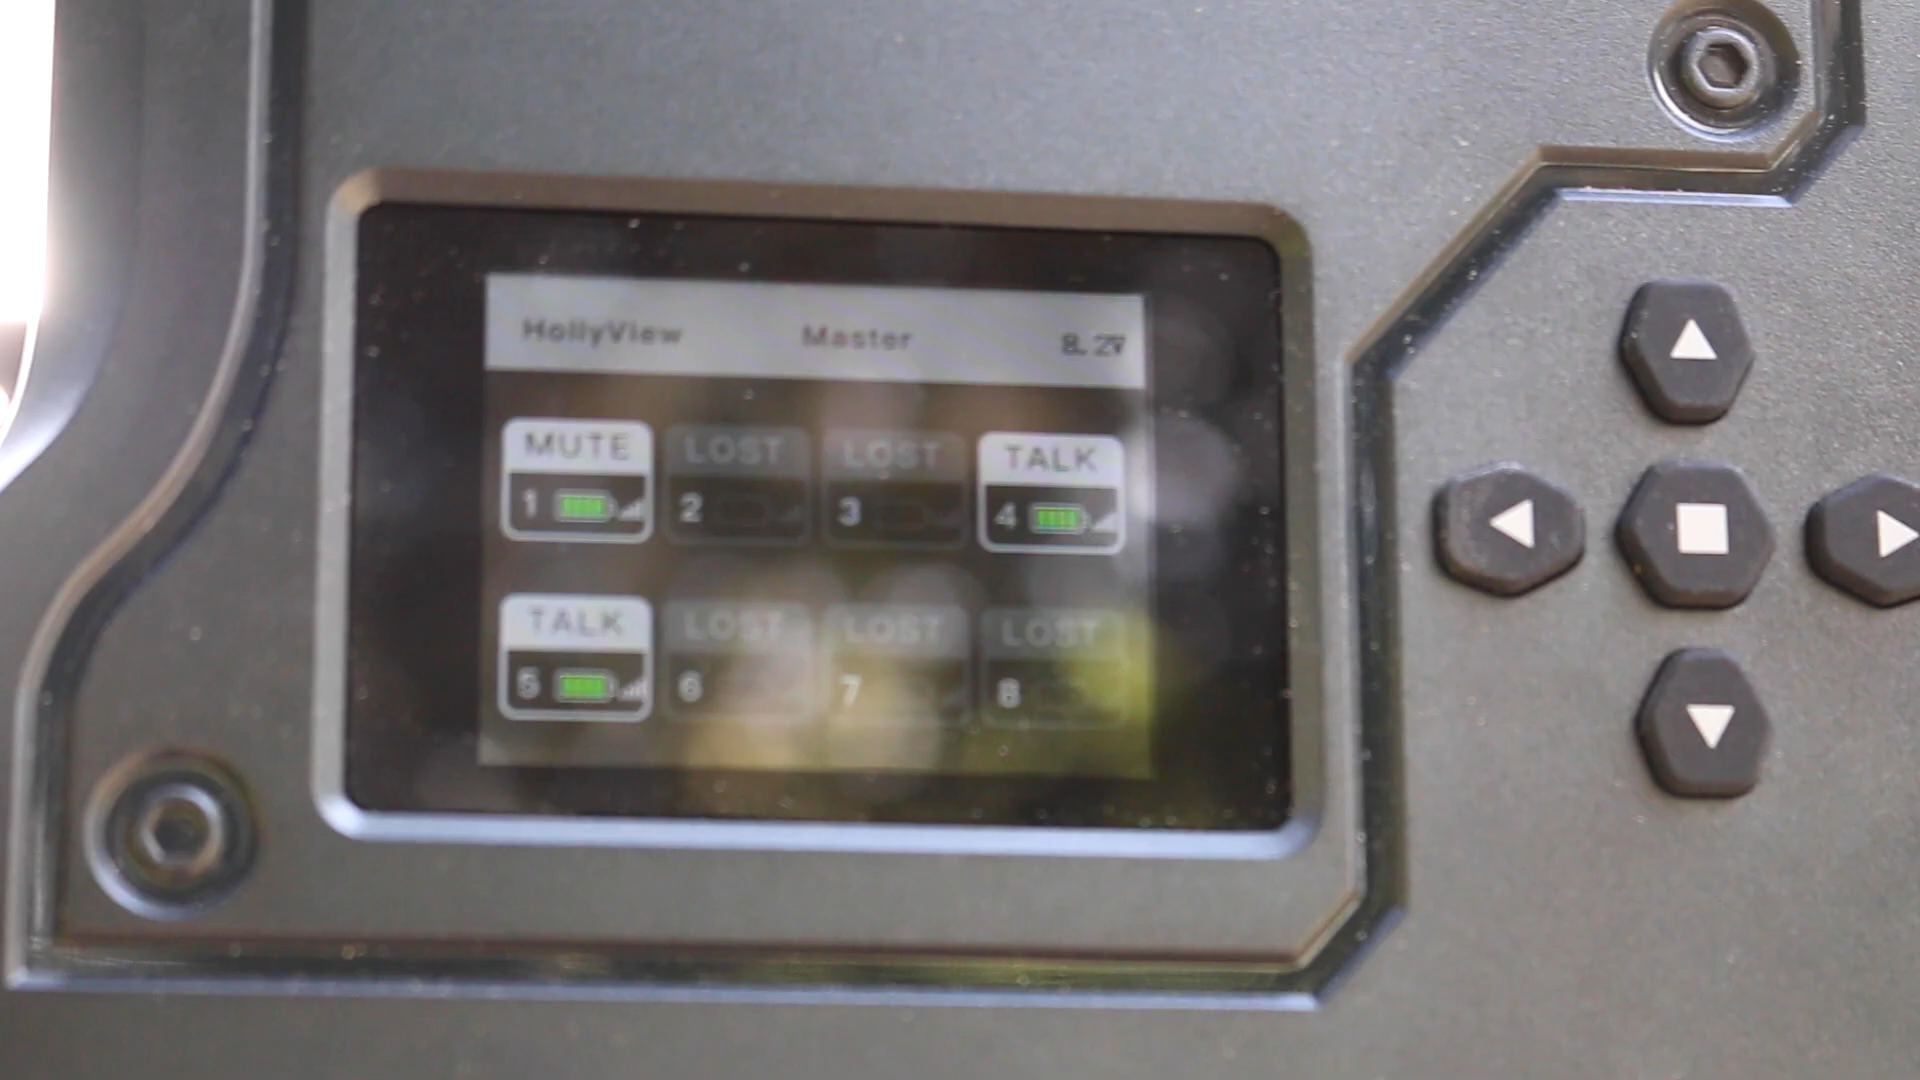 HollyView Master 8.2V
MUTE LOST LOST TALK
1 2 3 4
TALK LOST LOST LOST
5 6 7 8